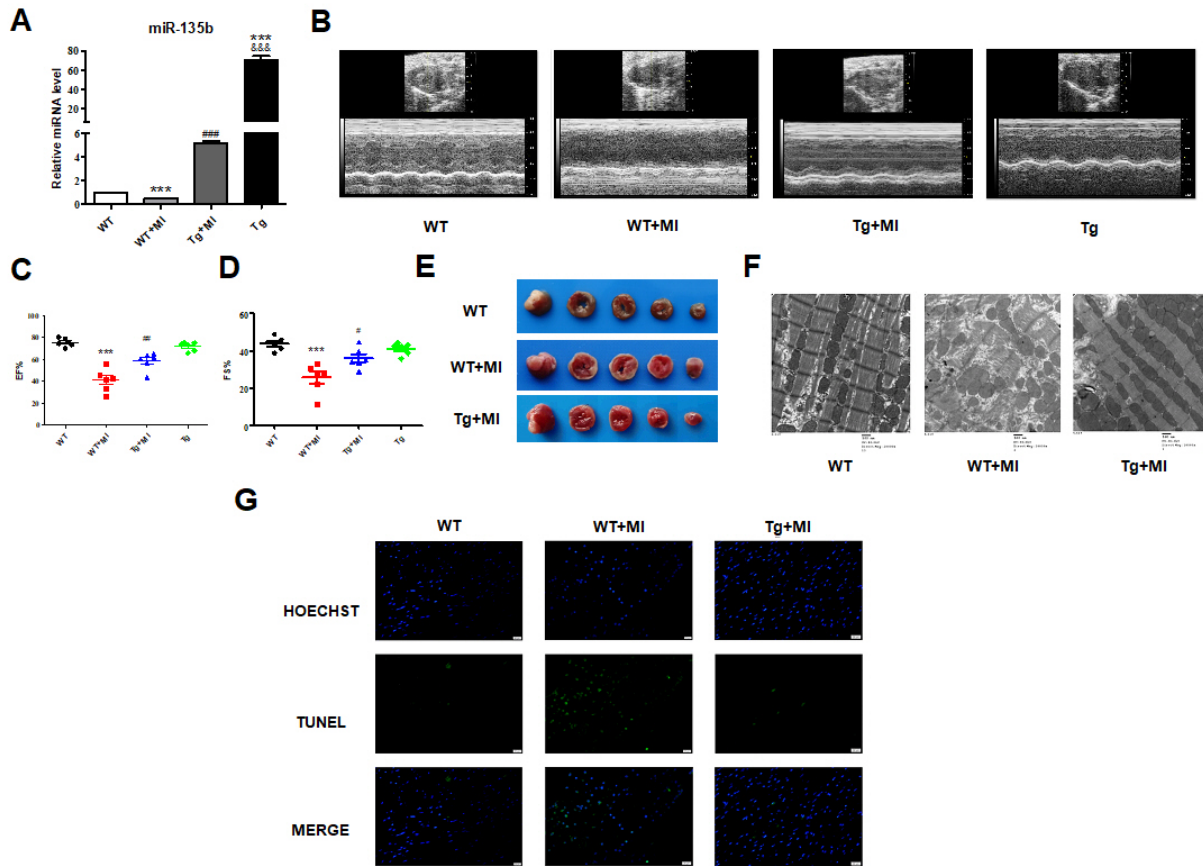 A
miR-135b
Relative miRNA level
80
60
40
20
6
4
2
0
***
###
***
&&&
WT
WT+MI
Tg+MI
Tg
B
WT
WT+MI
Tg+MI
Tg
C
EF%
100
80
60
40
20
0
***
##
WT
WT+MI
Tg+MI
Tg
D
FS%
60
40
20
0
***
#
WT
WT+MI
Tg+MI
Tg
E
WT
WT+MI
Tg+MI
F
WT
WT+MI
Tg+MI
G
WT
WT+MI
Tg+MI
HOECHST
TUNEL
MERGE